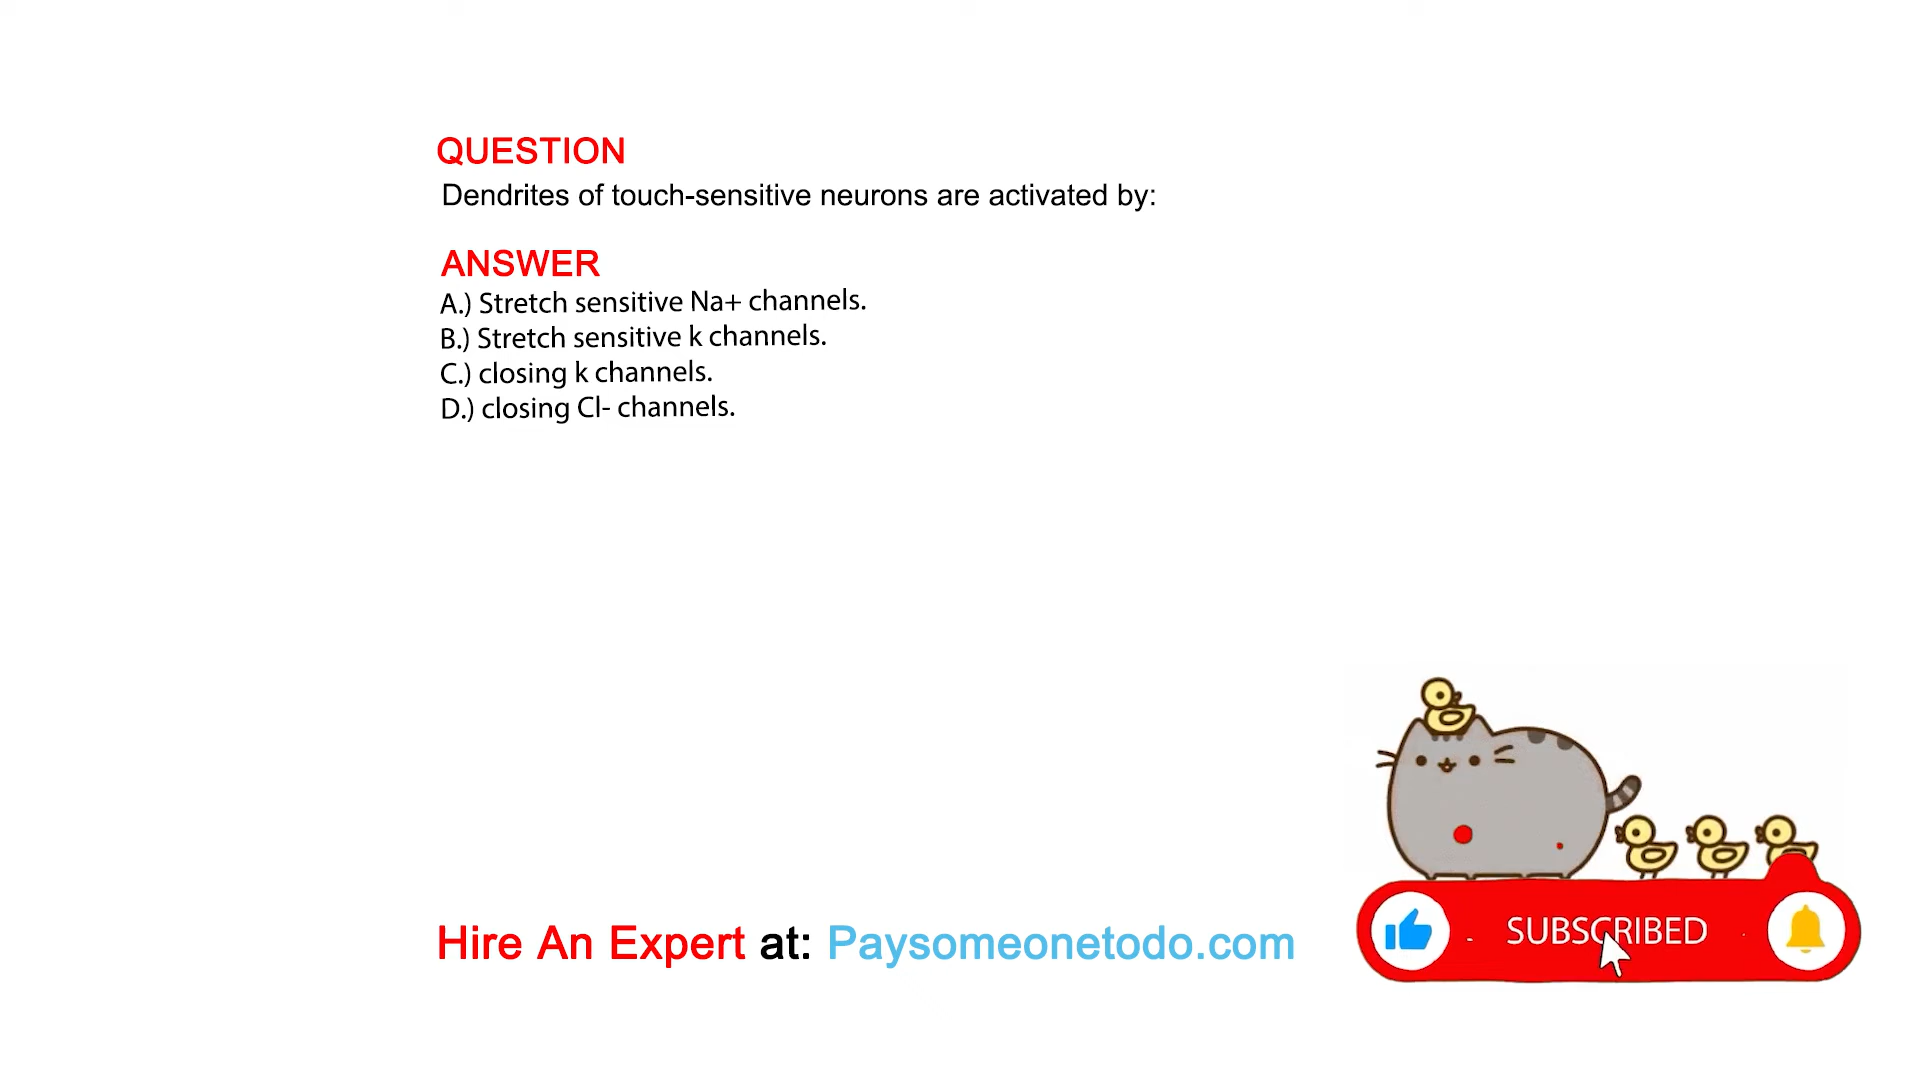 QUESTION
Dendrites of touch-sensitive neurons are activated by:
ANSWER
A.) Stretch sensitive Na+ channels.
B.) Stretch sensitive k channels.
C.) closing k channels.
D.) closing Cl- channels.
Hire An Expert at: Paysomeonetodo.com
SUBSCRIBED